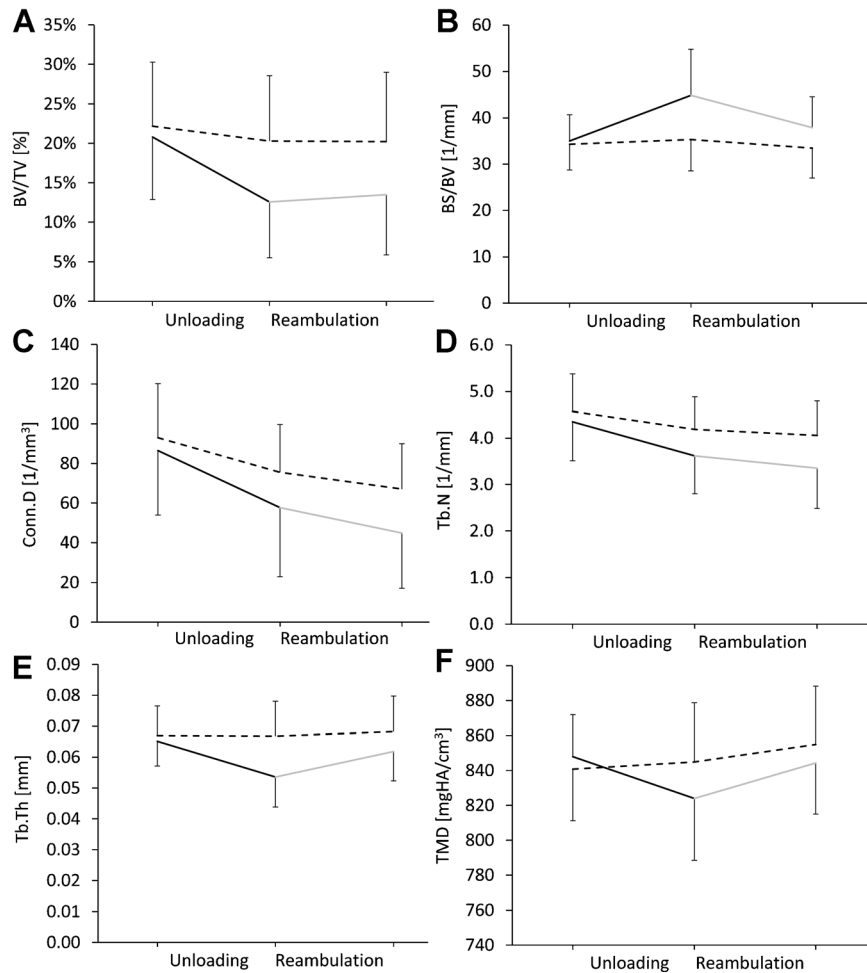 A
BV/TV [%]
35%
30%
25%
20%
15%
10%
5%
0%
Unloading Reambulation
B
BS/BV [1/mm]
60
50
40
30
20
10
0
Unloading Reambulation
C
Conn.D [1/mm³]
140
120
100
80
60
40
20
0
Unloading Reambulation
D
Tb.N [1/mm]
6.0
5.0
4.0
3.0
2.0
1.0
0.0
Unloading Reambulation
E
Tb.Th [mm]
0.09
0.08
0.07
0.06
0.05
0.04
0.03
0.02
0.01
0.00
Unloading Reambulation
F
TMD [mgHA/cm³]
900
880
860
840
820
800
780
760
740
Unloading Reambulation